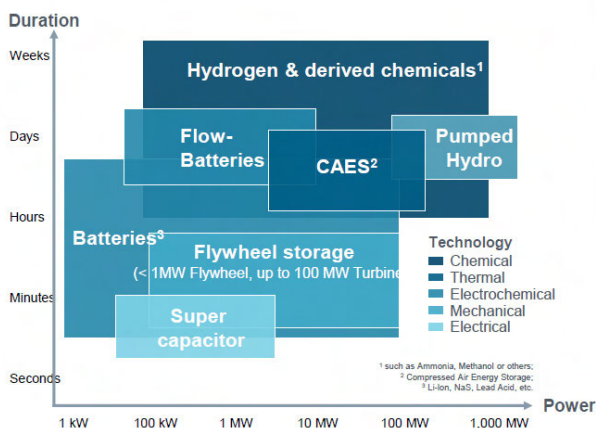 Duration
Weeks
Days
Hours
Minutes
Seconds
Hydrogen & derived chemicals¹
Flow-
Batteries
CAES²
Pumped
Hydro
Batteries³
Flywheel storage
(< 1MW Flywheel, up to 100 MW Turbine
Super
capacitor
Technology
Chemical
Thermal
Electrochemical
Mechanical
Electrical
¹ such as Ammonia, Methanol or others;
² Compressed Air Energy Storage;
³ Li-Ion, NaS, Lead Acid, etc.
Power
1 kW
100 kW
1 MW
10 MW
100 MW
1.000 MW